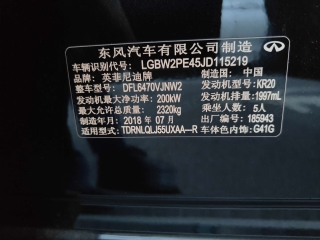 东风汽车有限公司制造
车辆识别代号: LGBW2PE45JD115219
品牌: 英菲尼迪牌 制造国: 中国
整车型号: DFL6470VJNW2 发动机型号: KR20
发动机最大净功率: 200kW 发动机排量: 1997mL
最大允许总质量: 2320kg 乘坐人数: 5人
制造年月: 2018 年 07 月 出厂编号: 185943
适用型式: TDRNLQLJ55UXAA--R 车体色内饰: G41G